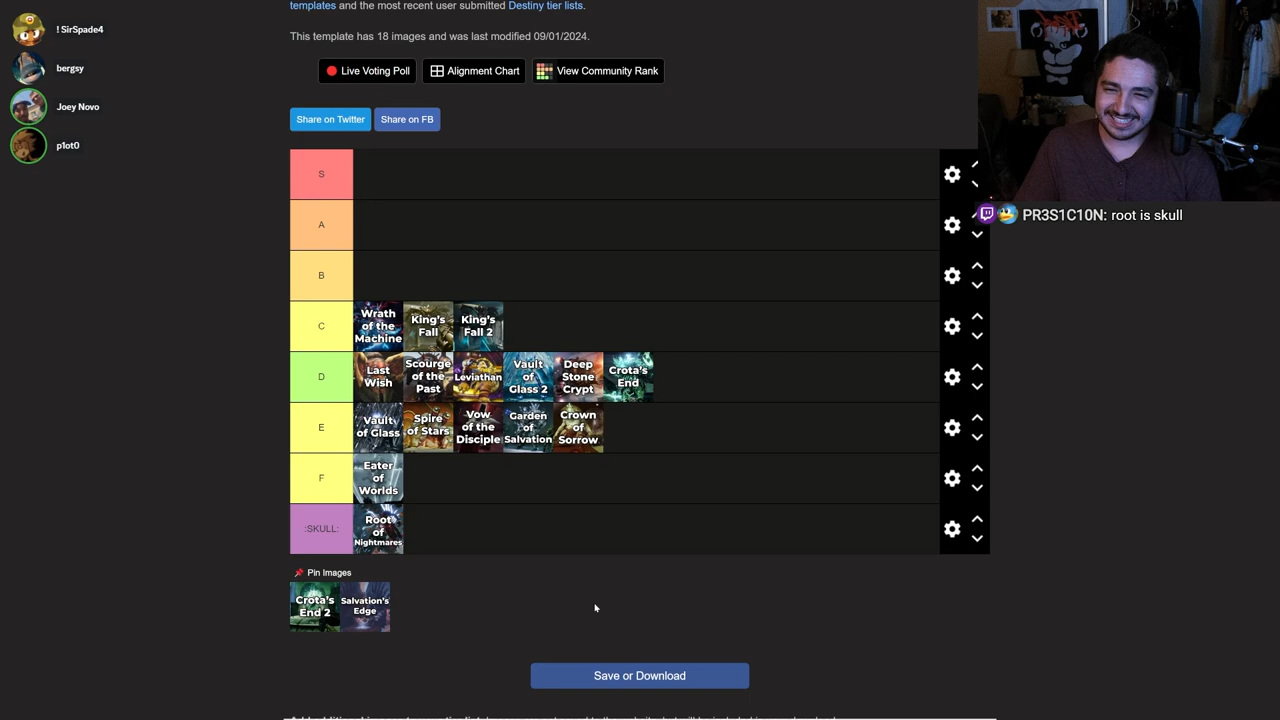 templates and the most recent user submitted Destiny tier lists.
This template has 18 images and was last modified 09/01/2024.
Live Voting Poll
Alignment Chart
View Community Rank
Share on Twitter
Share on FB
! SirSpade4
bergsy
Joey Novo
p1ot0
PR3S1C10N: root is skull
S
A
B
C
Wrath
of the
Machine
King's
Fall
King's
Fall 2
D
Last
Wish
Scourge
of the
Past
Leviathan
Vault
of
Glass 2
Deep
Stone
Crypt
Crota's
End
E
Vault
of Glass
Spire
of Stars
Vow
of the
Disciple
Garden
of
Salvation
Crown
of
Sorrow
F
Eater
of
Worlds
:SKULL:
Root
of
Nightmares
Pin Images
Crota's
End 2
Salvation's
Edge
Save or Download